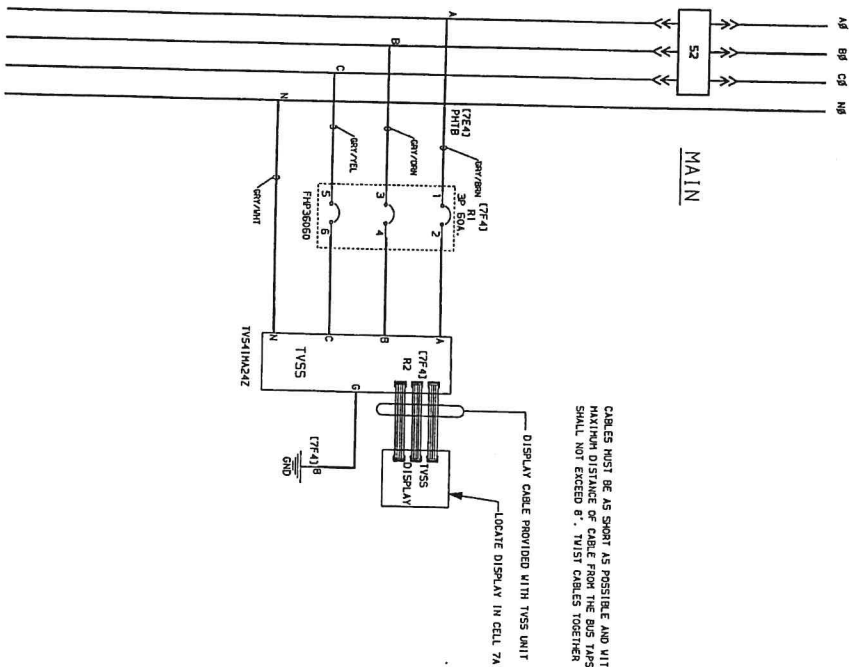 AØ
BØ
CØ
NØ
52
MAIN
A
B
C
N
[7E4]
PHTB
GRY/BRN
GRY/ORN
GRY/YEL
GRY/WHT
[7F4]
R1
3P 60A.
1
2
3
4
5
6
FHP36060
A
B
C
N
[7F4]
R2
TVSS
G
TVS41MA24Z
[7F4] 8
GND
TVSS
DISPLAY
DISPLAY CABLE PROVIDED WITH TVSS UNIT
LOCATE DISPLAY IN CELL 7A
CABLES MUST BE AS SHORT AS POSSIBLE AND WIT
MAXIMUM DISTANCE OF CABLE FROM THE BUS TAPS
SHALL NOT EXCEED 8'. TWIST CABLES TOGETHER